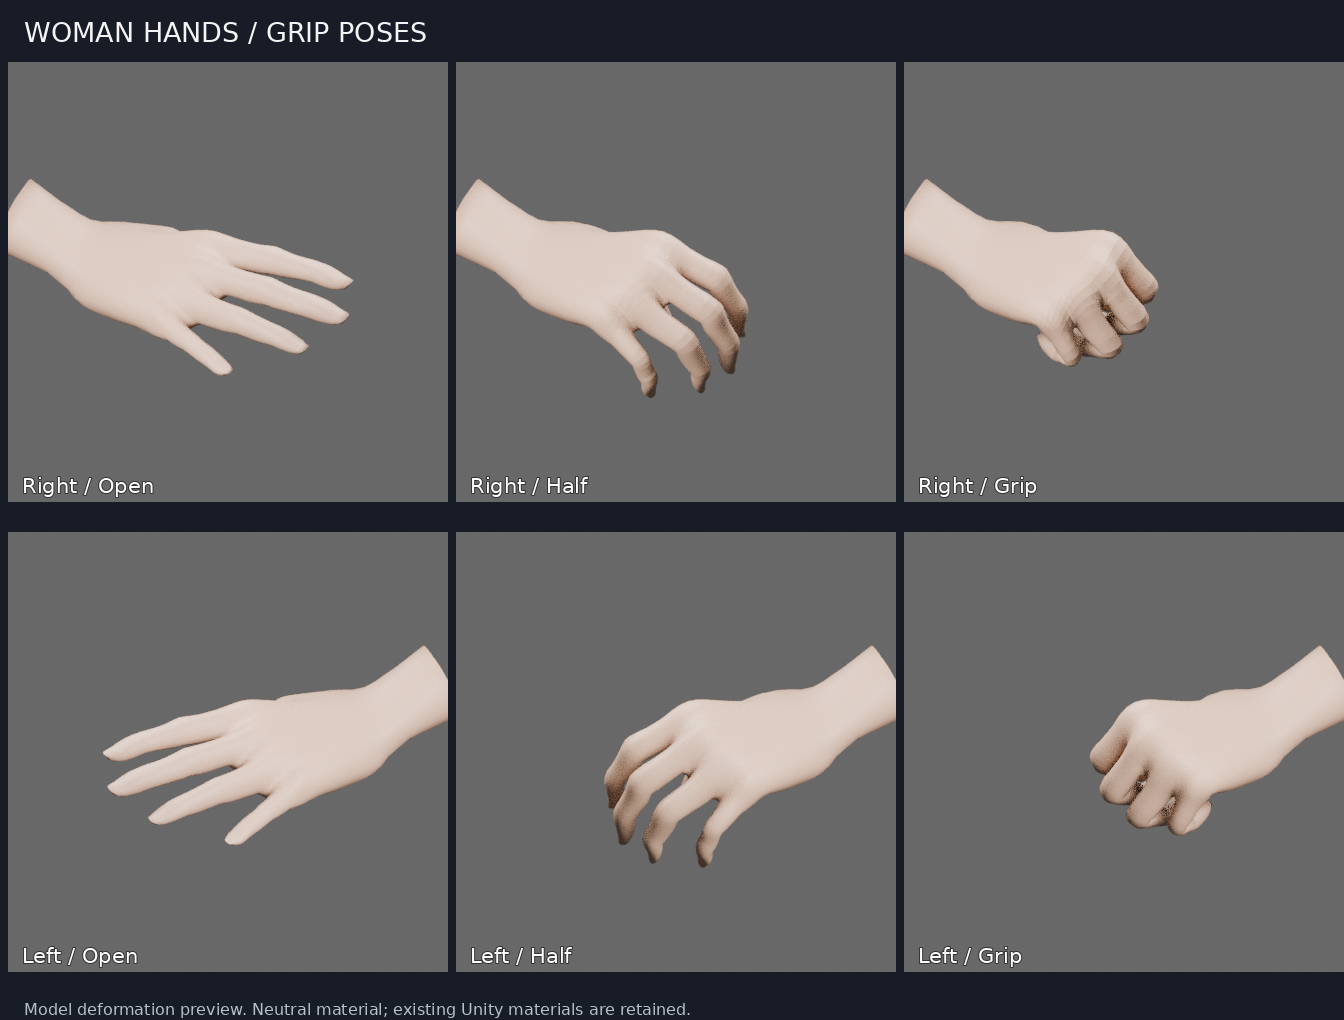 WOMAN HANDS / GRIP POSES
Right / Open
Right / Half
Right / Grip
Left / Open
Left / Half
Left / Grip
Model deformation preview. Neutral material; existing Unity materials are retained.